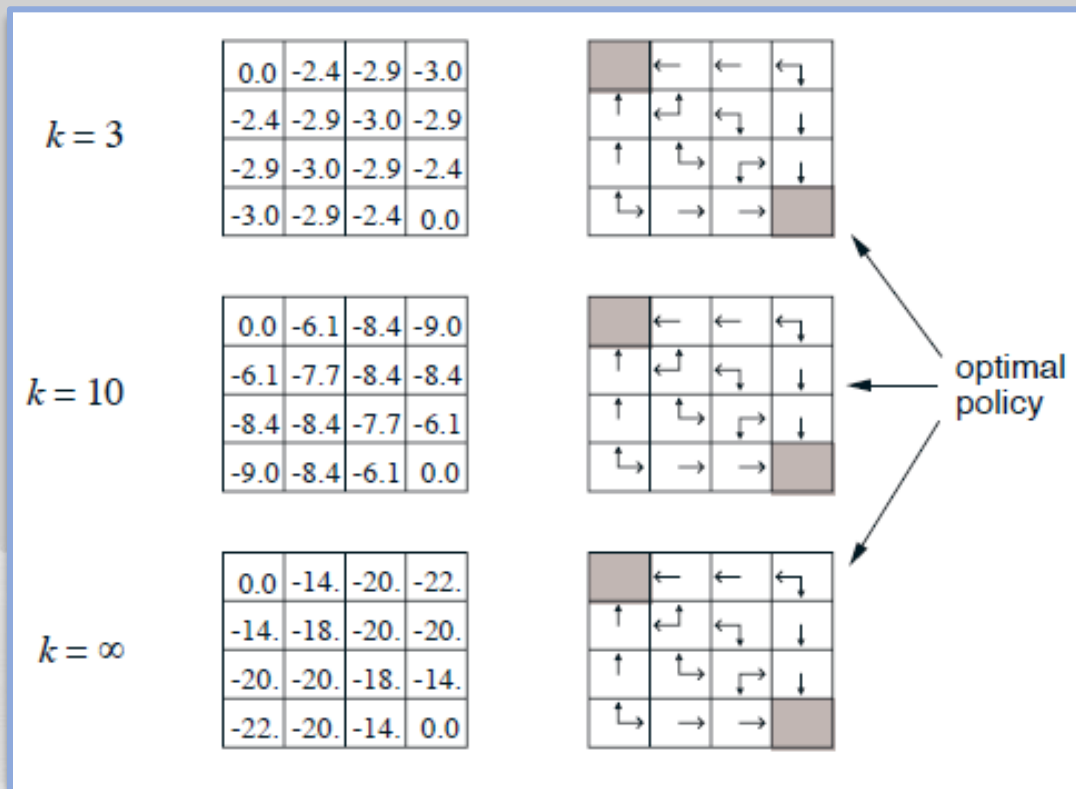 0.0 -2.4 -2.9 -3.0
-2.4 -2.9 -3.0 -2.9
k = 3
-2.9 -3.0 -2.9 -2.4
-3.0 -2.9 -2.4 0.0
0.0 -6.1 -8.4 -9.0
-6.1 -7.7 -8.4 -8.4
k = 10
-8.4 -8.4 -7.7 -6.1
-9.0 -8.4 -6.1 0.0
optimal
policy
0.0 -14. -20. -22.
-14. -18. -20. -20.
k = ∞
-20. -20. -18. -14.
-22. -20. -14. 0.0